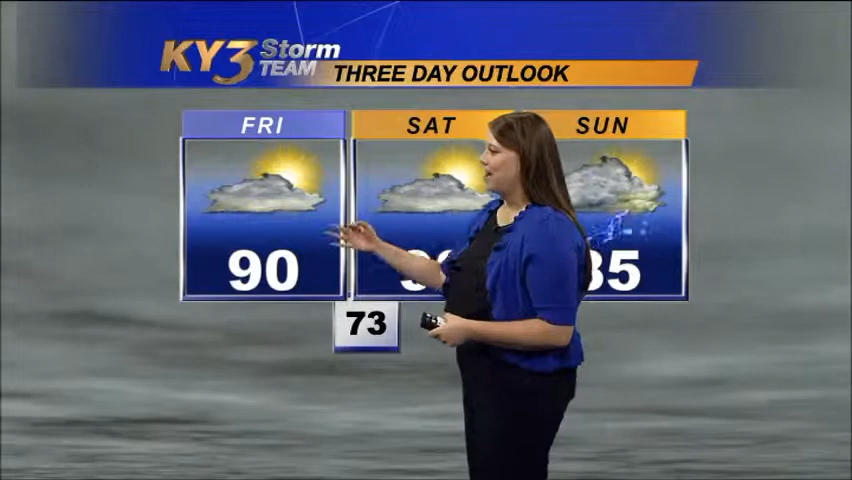 KY3 Storm
TEAM
THREE DAY OUTLOOK
FRI
SAT
SUN
90
73